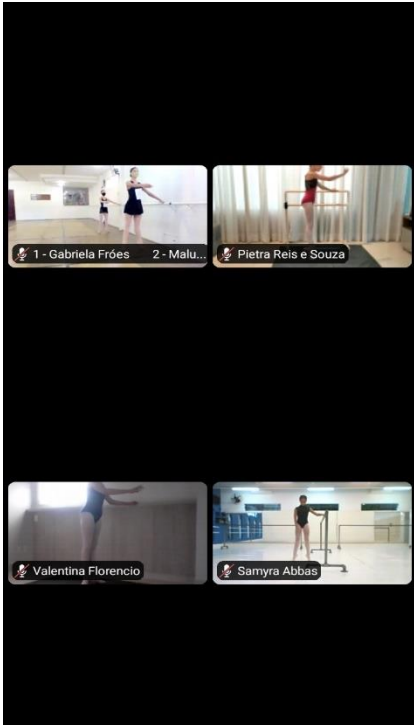 1 - Gabriela Fróes 2 - Malu...
Pietra Reis e Souza
Valentina Florencio
Samyra Abbas